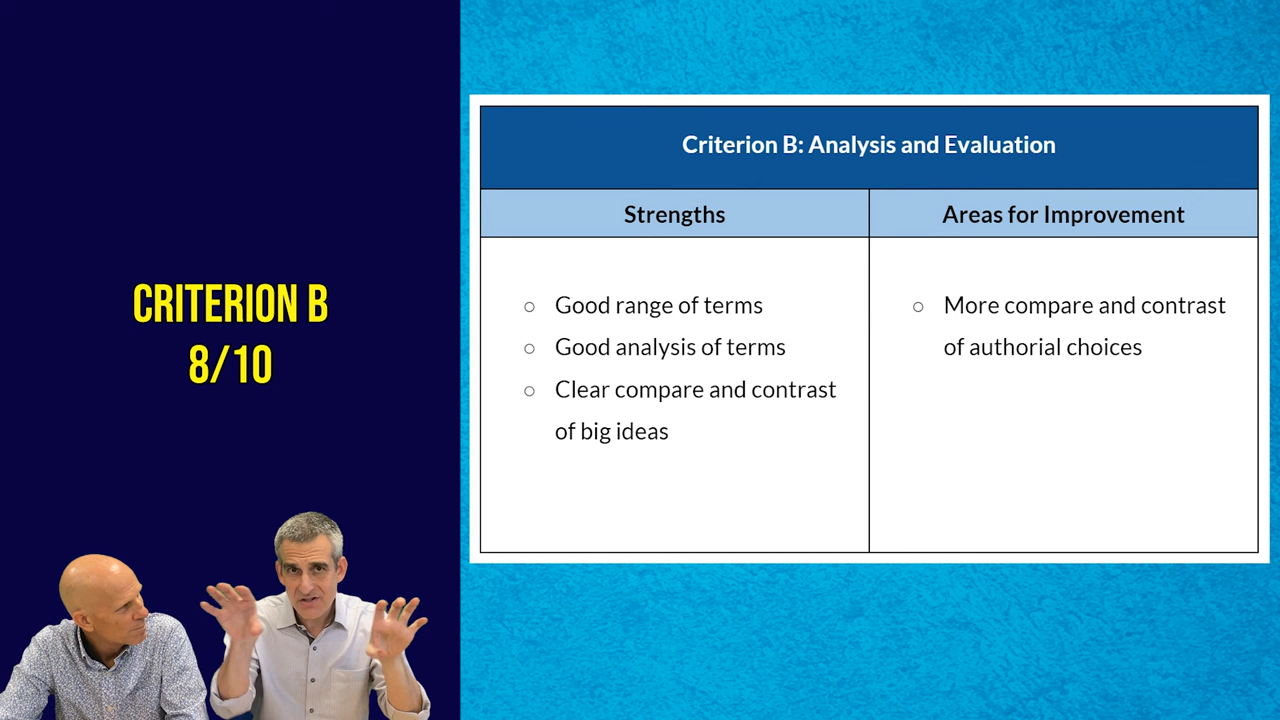 CRITERION B
8/10
Criterion B: Analysis and Evaluation
Strengths
Areas for Improvement
○ Good range of terms
○ Good analysis of terms
○ Clear compare and contrast
of big ideas
○ More compare and contrast
of authorial choices